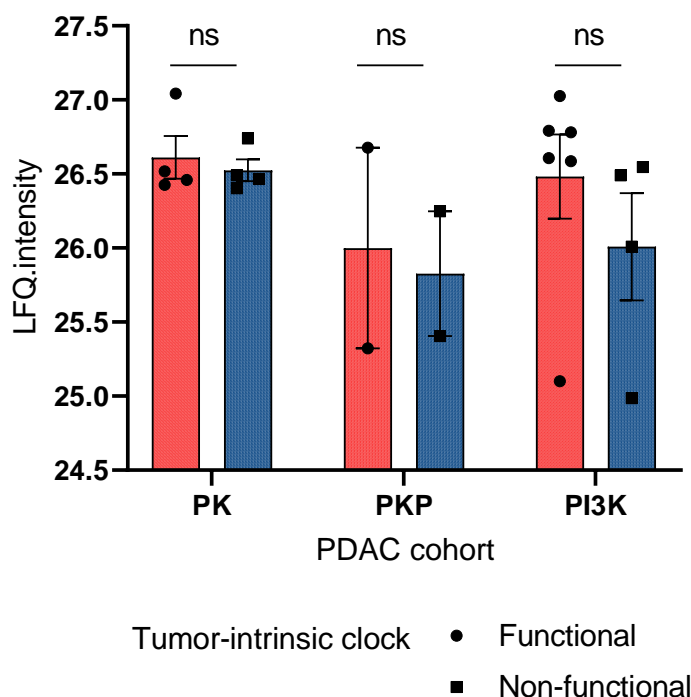 27.5
27.0
26.5
26.0
25.5
25.0
24.5
LFQ.intensity
ns
ns
ns
PK
PKP
PI3K
PDAC cohort
Tumor-intrinsic clock
Functional
Non-functional